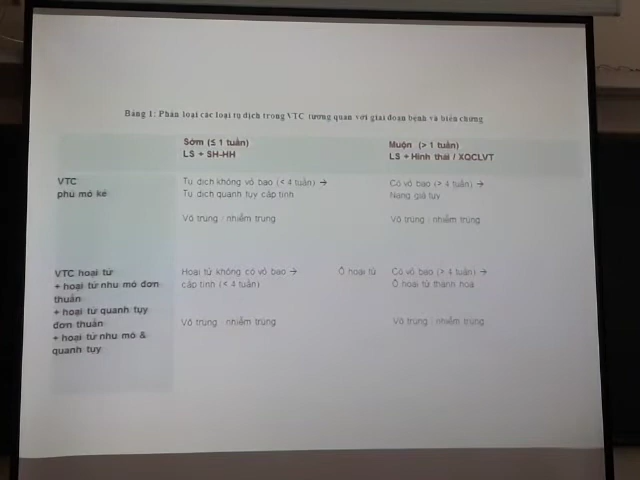 Bảng 1: Phân loại các loại tụ dịch trong VTC tương quan với giai đoạn bệnh và biến chứng
Sớm (≤ 1 tuần)
LS + SH-HH
Muộn (> 1 tuần)
LS + Hình thái / XQCLVT
VTC
phù mô kẽ
Tụ dịch không vỏ bao (< 4 tuần) →
Tụ dịch quanh tụy cấp tính
Có vỏ bao (> 4 tuần) →
Nang giả tụy
Vô trùng / nhiễm trùng
Vô trùng / nhiễm trùng
VTC hoại tử
+ hoại tử nhu mô đơn
thuần
+ hoại tử quanh tụy
đơn thuần
+ hoại tử nhu mô &
quanh tụy
Hoại tử không có vỏ bao → Ổ hoại tử
cấp tính (< 4 tuần)
Có vỏ bao (> 4 tuần) →
Ổ hoại tử thành hoá
Vô trùng / nhiễm trùng
Vô trùng / nhiễm trùng